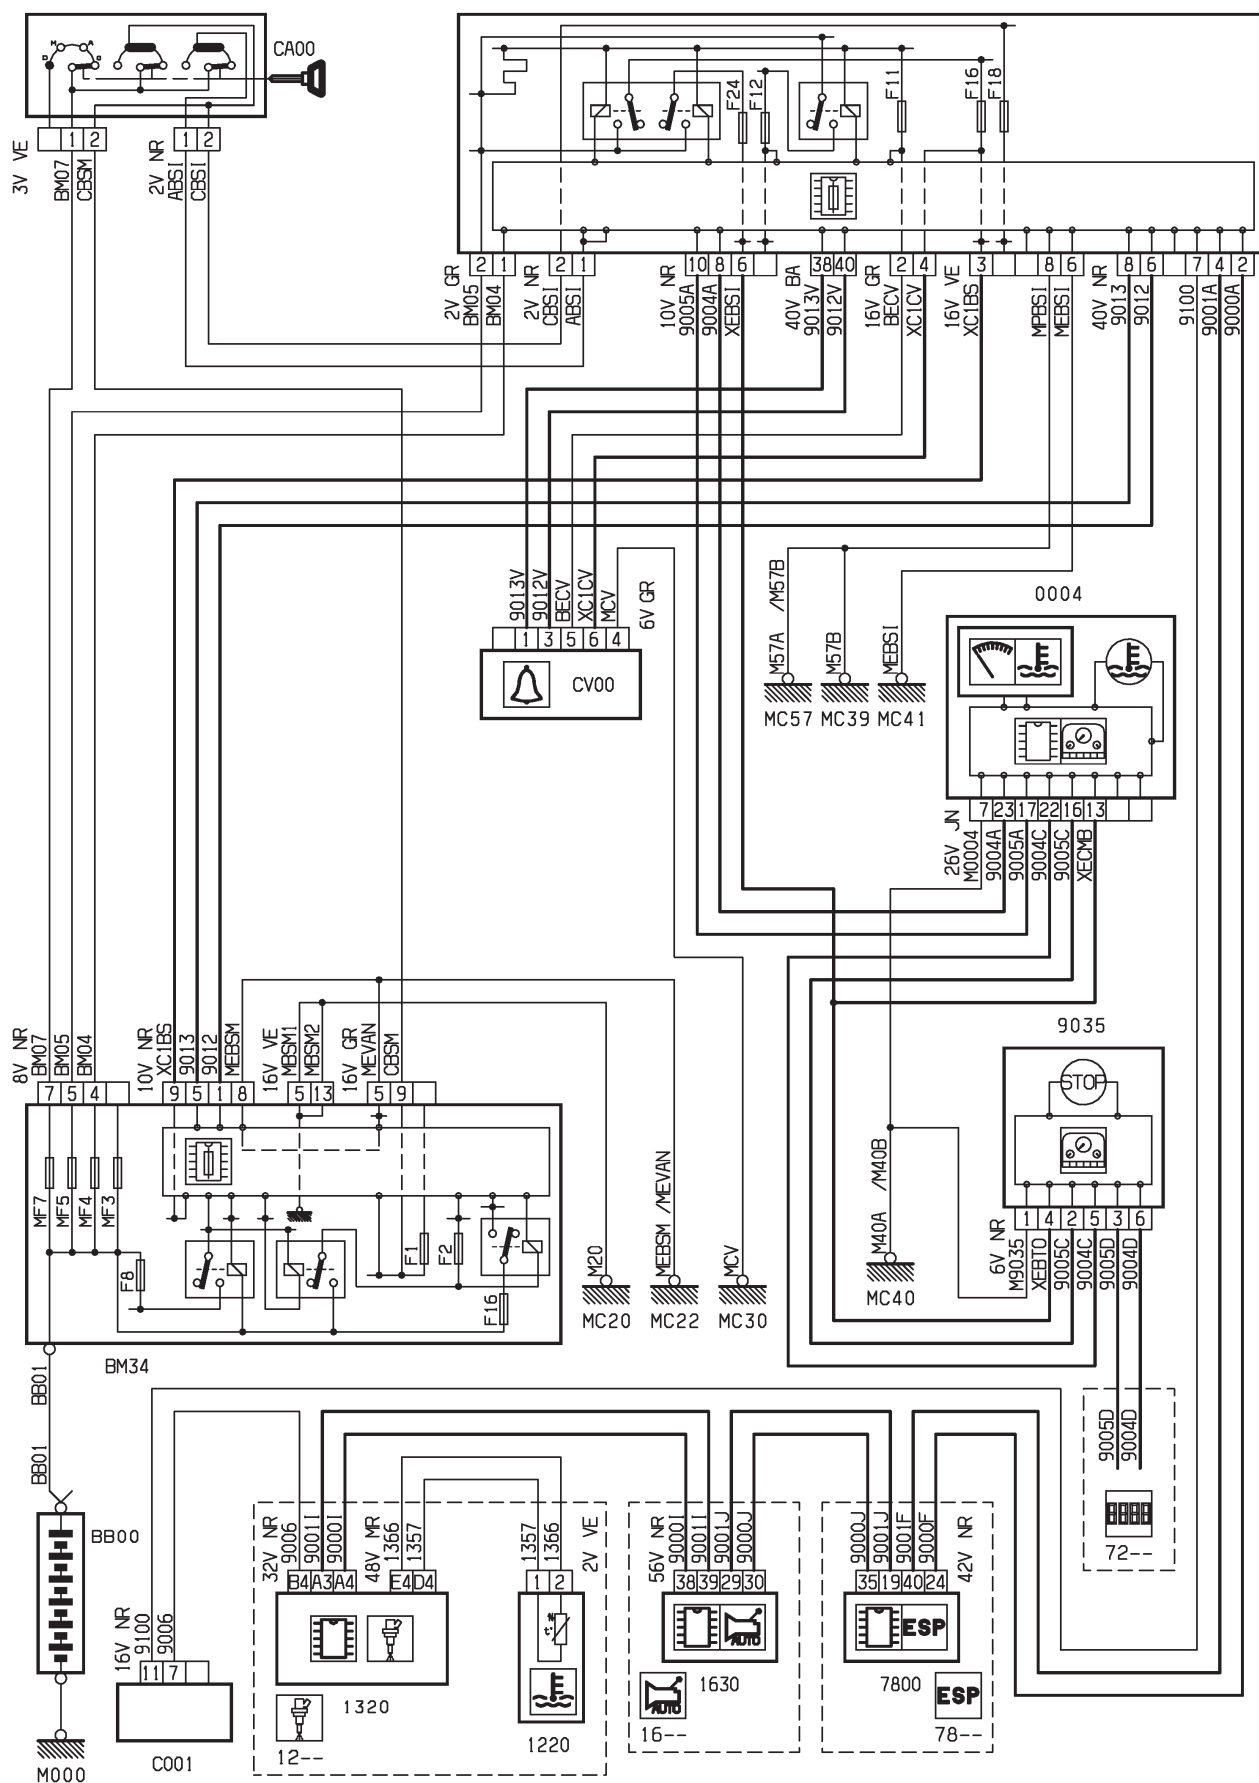 CA00
M A
D
3V VE
1 2
BM07
CBSM
2V NR
1 2
ABSI
CBSI
F24
F12
F11
F16
F18
2V GR
2 1
BM05
BM04
2V NR
2 1
CBSI
ABSI
10V NR
10 8 6
9005A
9004A
XEBSI
40V BA
38 40
9013V
9012V
16V GR
2 4
BECV
XC1CV
16V VE
3
XC1BS
8 6
MPBSI
MEBSI
40V NR
8 6
9013
9012
7 4 2
9100
9001A
9000A
9013V
9012V
BECV
XC1CV
MCV
6V GR
1 3 5 6 4
CV00
M57A /M57B
M57B
MEBSI
MC57 MC39 MC41
0004
26V JN
7 23 17 22 16 13
M0004
9004A
9005A
9004C
9005C
XECMB
8V NR
BM07
BM05
BM04
7 5 4
10V NR
XC1BS
9013
9012
MEBSM
9 5 1 8
16V VE
MBSM1
MBSM2
5 13
16V GR
MEVAN
CBSM
5 9
MF7
MF5
MF4
MF3
F8
F1
F2
F16
BM34
M20
MEBSM /MEVAN
MCV
MC20 MC22 MC30
M40A /M40B
MC40
9035
STOP
6V NR
1 4 2 5 3 6
M9035
XEBTO
9005C
9004C
9005D
9004D
9005D
9004D
72--
BB01
BB01
BB00
M000
16V NR
9100
9006
11 7
C001
32V NR
9006
9001I
9000I
B4 A3 A4
48V MR
1366
1357
E4 D4
1320
12--
1357
1366
2V VE
1 2
t°
1220
56V NR
9000I
9001I
9001J
9000J
38 39 29 30
AUTO
1630
AUTO
16--
9000J
9001J
9001F
9000F
42V NR
35 19 40 24
ESP
7800
ESP
78--